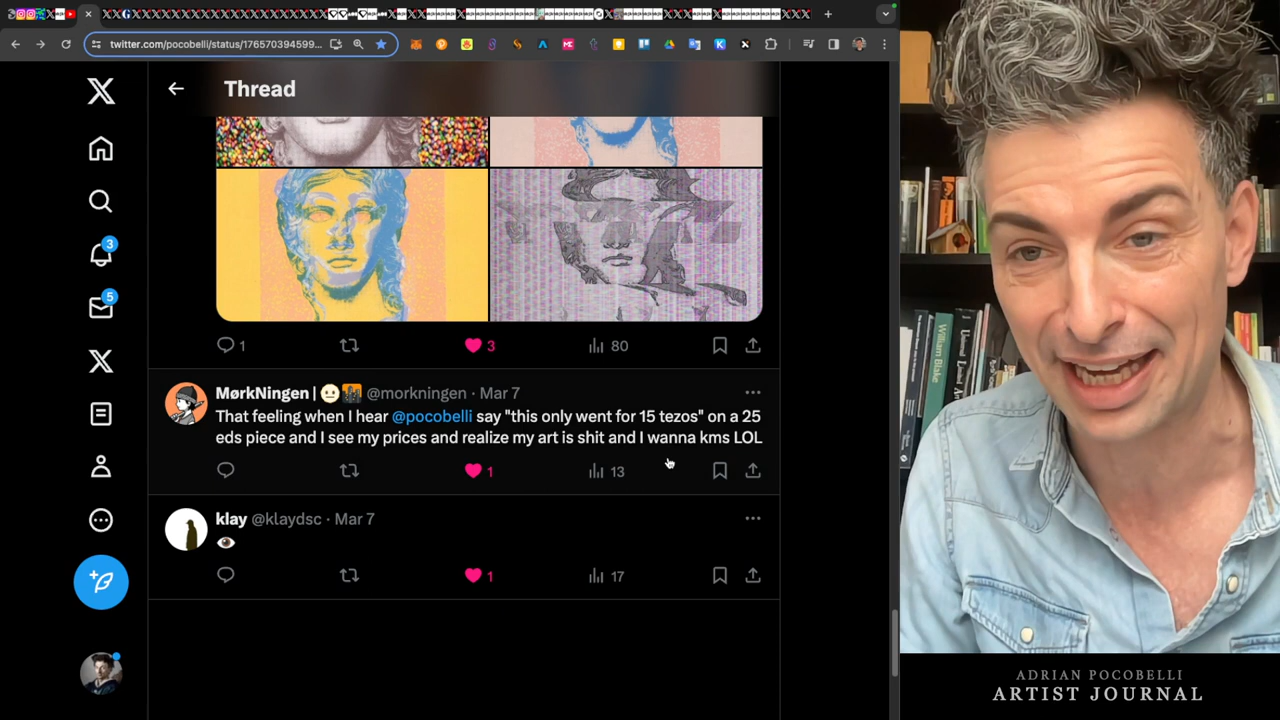 twitter.com/pocobelli/status/176570394599...
Thread
1
3
80
MørkNingen | 😐🌆 @morkningen · Mar 7
That feeling when I hear @pocobelli say "this only went for 15 tezos" on a 25
eds piece and I see my prices and realize my art is shit and I wanna kms LOL
1
13
klay @klaydsc · Mar 7
👁️
1
17
3
5
William Blake
ADRIAN POCOBELLI
ARTIST JOURNAL